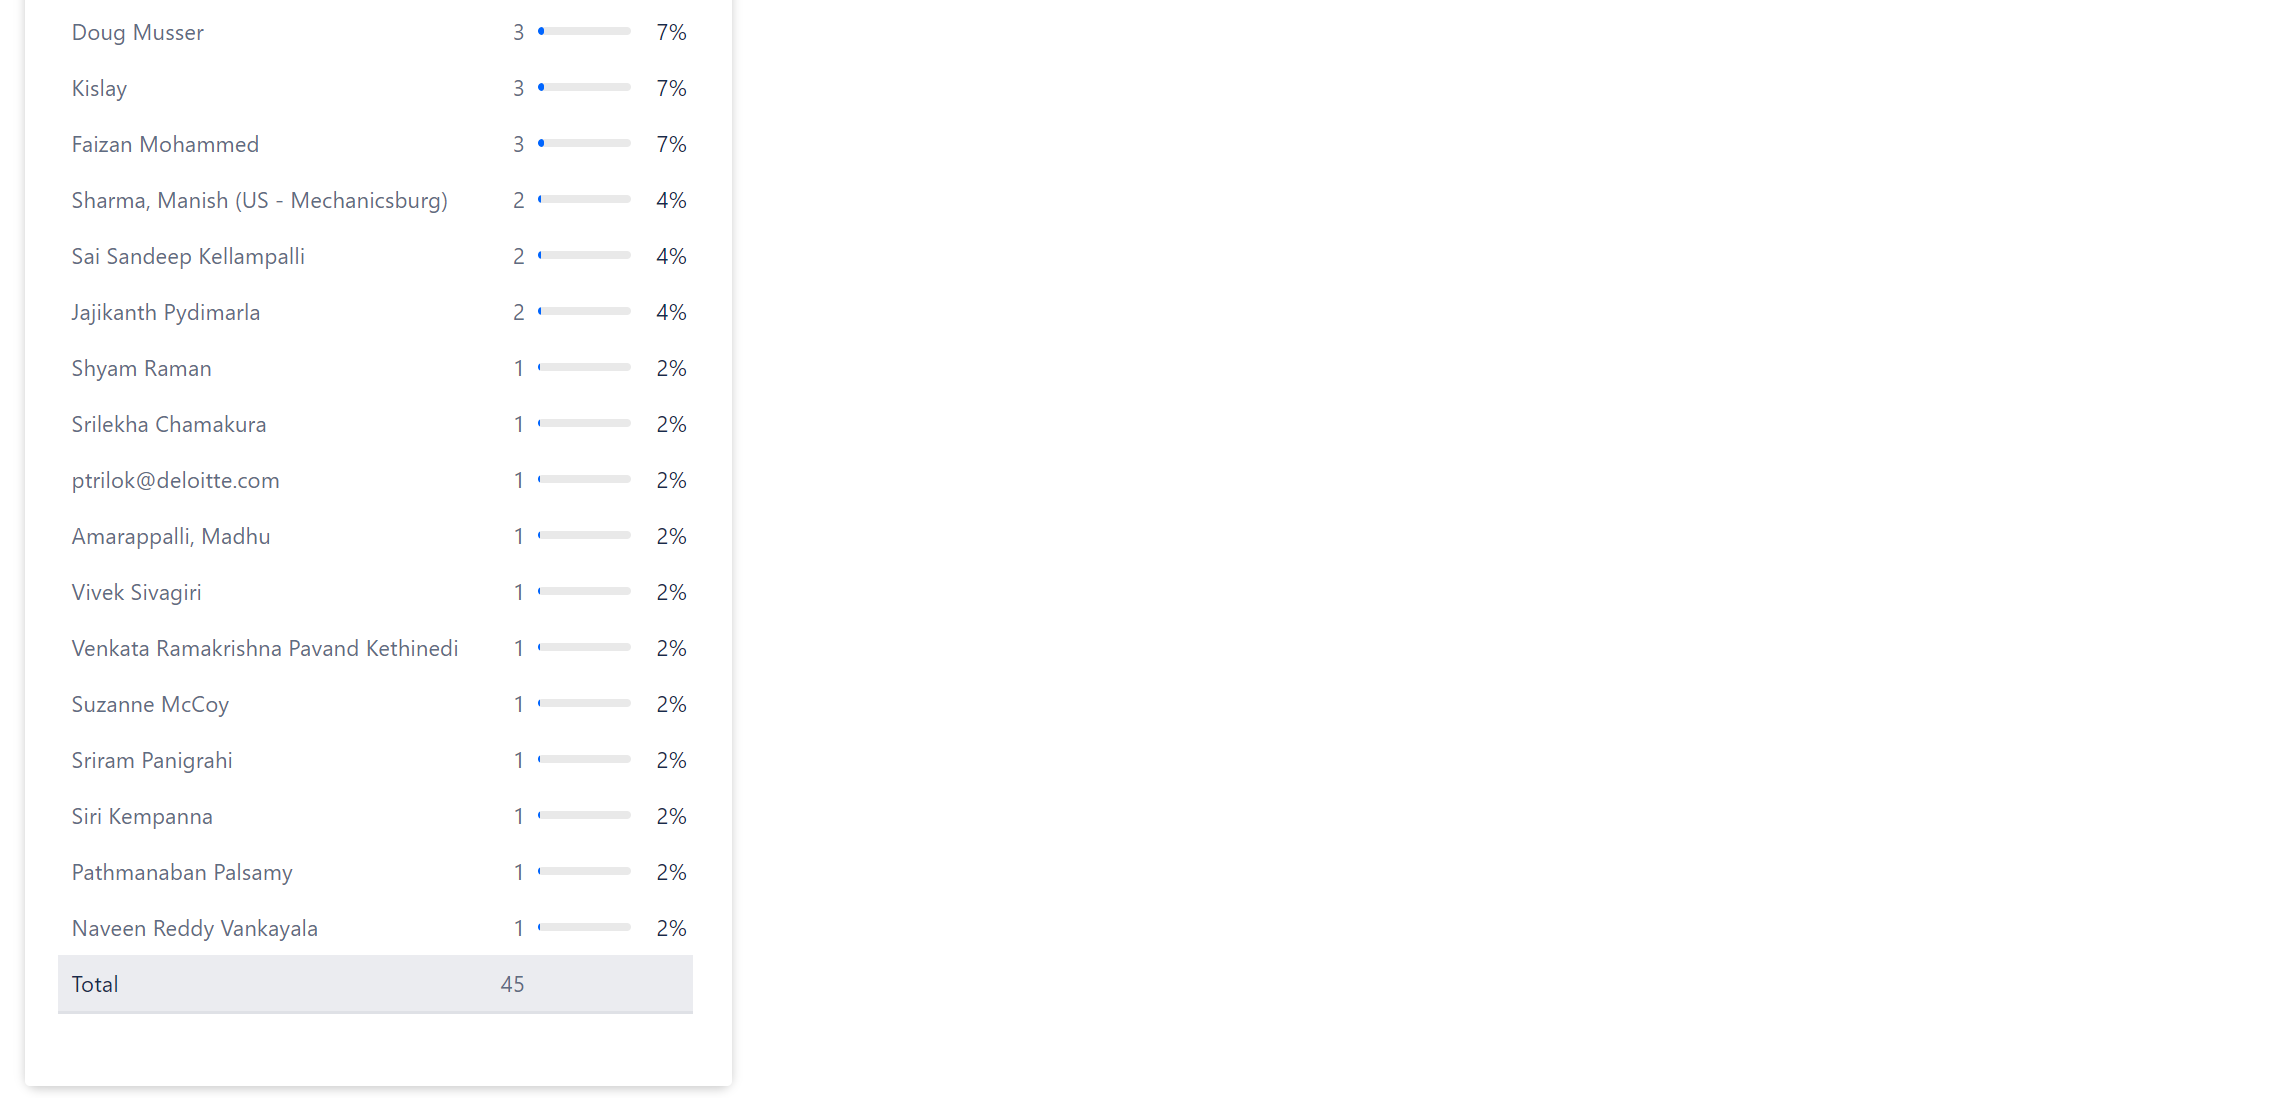 Doug Musser 3 7%
Kislay 3 7%
Faizan Mohammed 3 7%
Sharma, Manish (US - Mechanicsburg) 2 4%
Sai Sandeep Kellampalli 2 4%
Jajikanth Pydimarla 2 4%
Shyam Raman 1 2%
Srilekha Chamakura 1 2%
ptrilok@deloitte.com 1 2%
Amarappalli, Madhu 1 2%
Vivek Sivagiri 1 2%
Venkata Ramakrishna Pavand Kethinedi 1 2%
Suzanne McCoy 1 2%
Sriram Panigrahi 1 2%
Siri Kempanna 1 2%
Pathmanaban Palsamy 1 2%
Naveen Reddy Vankayala 1 2%
Total 45